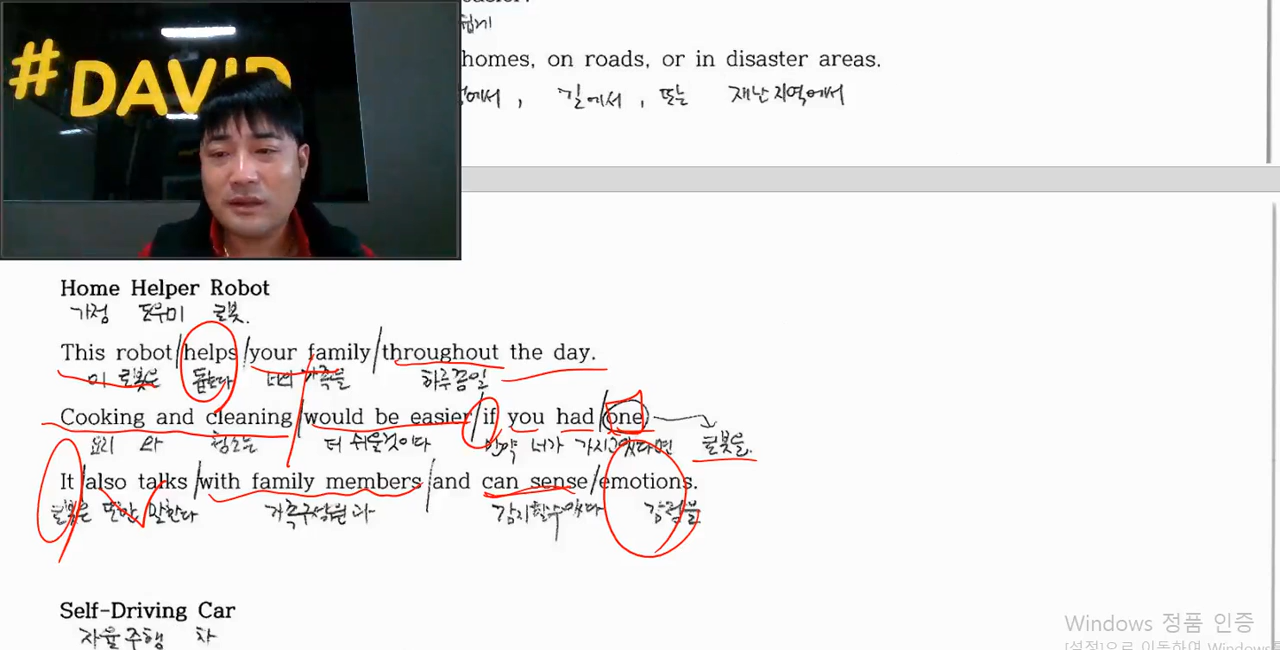 #DAVID
easier.
쉽게
homes, on roads, or in disaster areas.
에서, 길에서, 또는 재난지역에서
Home Helper Robot
가정 도우미 로봇.
This robot helps your family throughout the day.
이 로봇은 돕는다 너의 가족을 하루종일
Cooking and cleaning would be easier if you had one
요리 와 청소는 더 쉬울것이다 만약 너가 가지고있다면 로봇을.
It also talks with family members and can sense emotions.
로봇은 또한 말한다 가족구성원과 감지할수있다 감정을
Self-Driving Car
자율주행 차
Windows 정품 인증